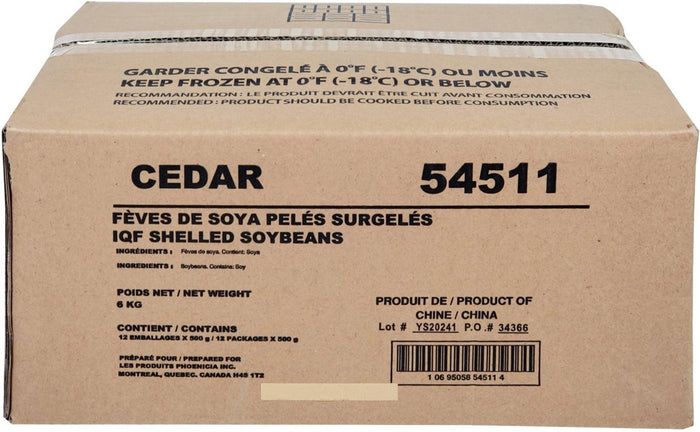 GARDER CONGELÉ À 0°F (-18°C) OU MOINS
KEEP FROZEN AT 0°F (-18°C) OR BELOW
RECOMMANDATION : LE PRODUIT DEVRAIT ÊTRE CUIT AVANT CONSOMMATION
RECOMMENDED : PRODUCT SHOULD BE COOKED BEFORE CONSUMPTION
CEDAR 54511
FÈVES DE SOYA PELÉS SURGELÉS
IQF SHELLED SOYBEANS
INGRÉDIENTS : Fèves de soya. Contient: Soya
INGREDIENTS : Soybeans. Contains: Soy
POIDS NET / NET WEIGHT
6 KG
CONTIENT / CONTAINS
12 EMBALLAGES X 500 g / 12 PACKAGES X 500 g
PRÉPARÉ POUR / PREPARED FOR
LES PRODUITS PHOENICIA INC.
MONTREAL, QUEBEC. CANADA H4S 1T2
PRODUIT DE / PRODUCT OF
CHINE / CHINA
Lot # YS20241 P.O.# 34366
1 06 95058 54511 4